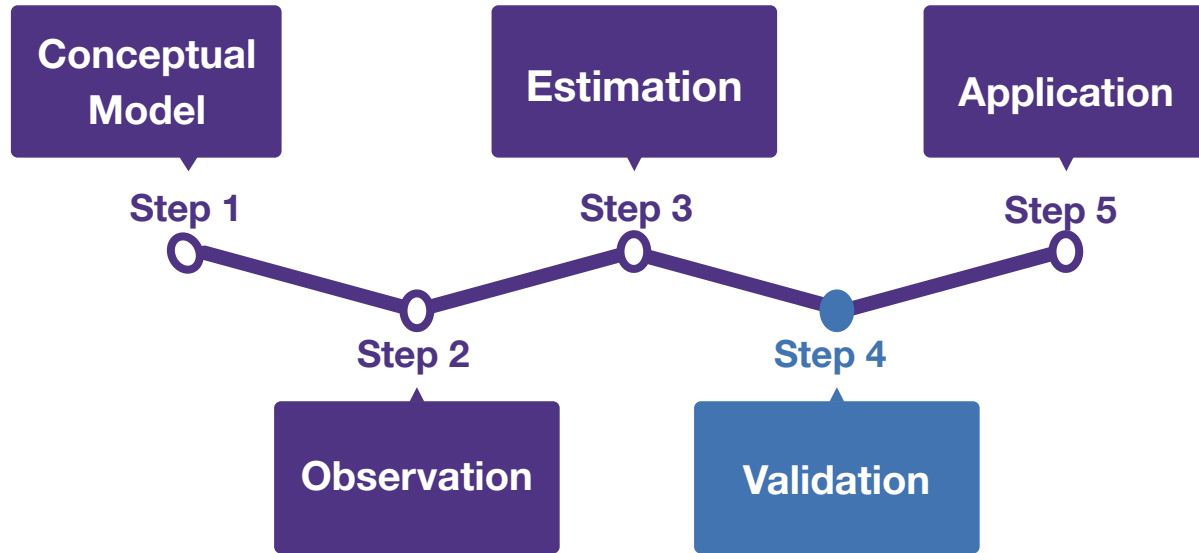 Conceptual
Model
Step 1
Step 2
Observation
Estimation
Step 3
Step 4
Validation
Application
Step 5